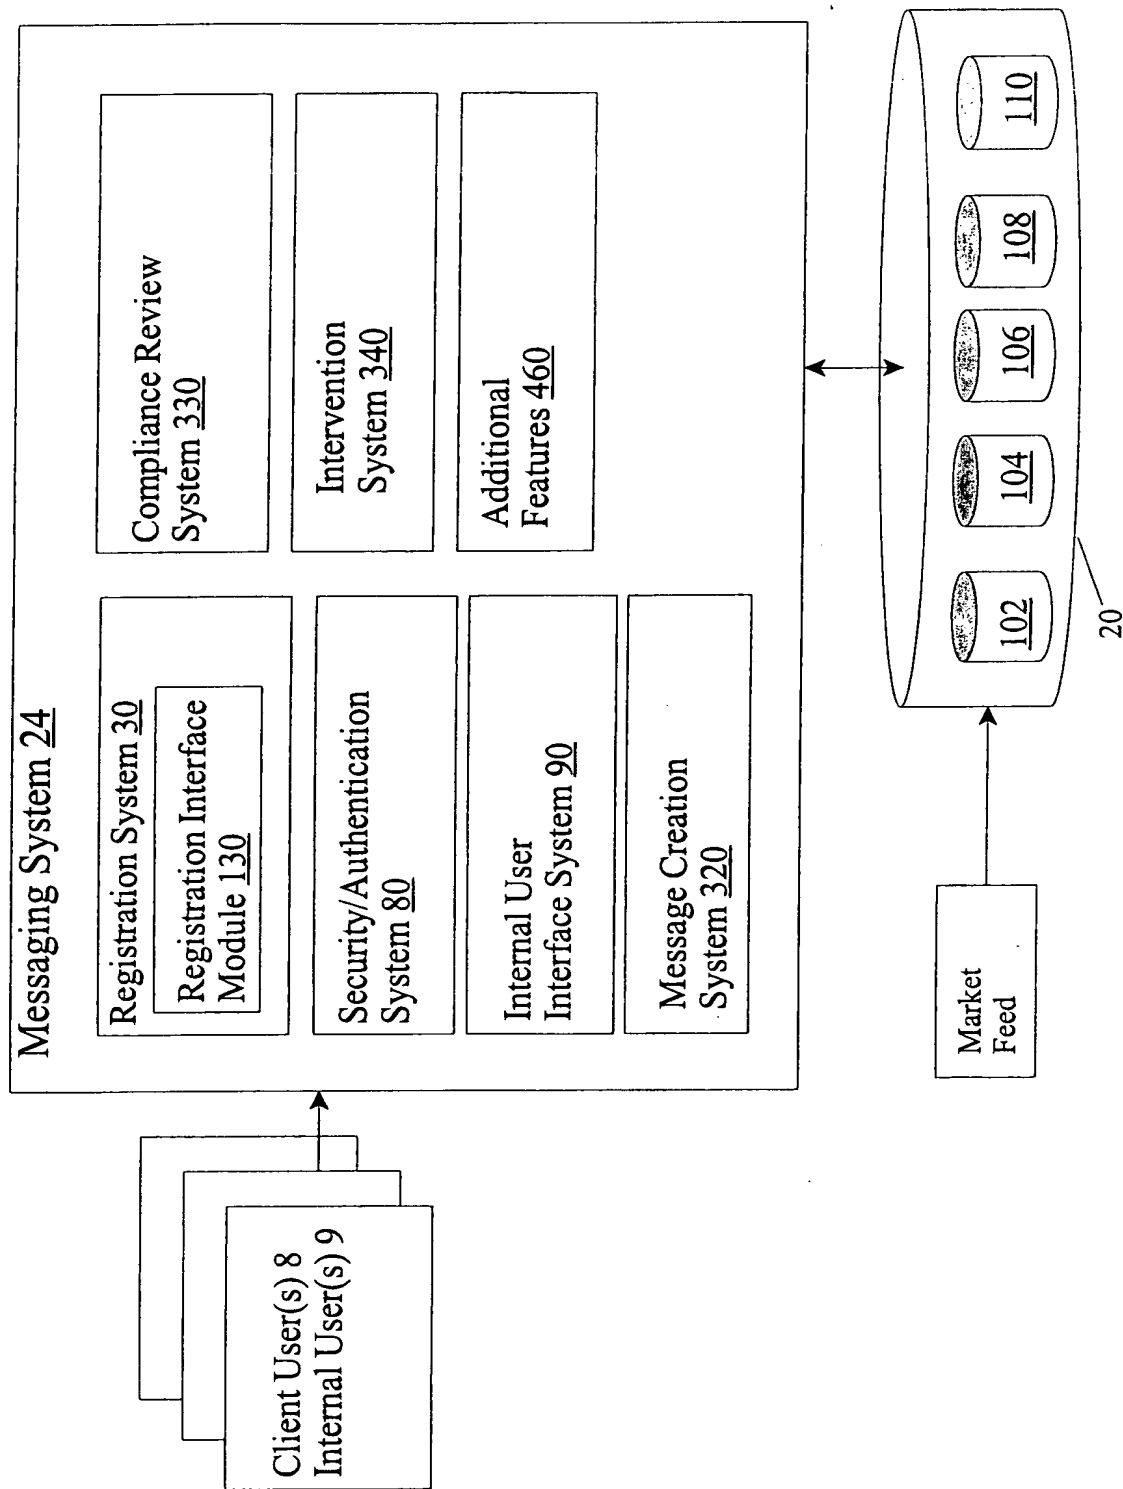 Messaging System 24
Registration System 30
Registration Interface
Module 130
Security/Authentication
System 80
Internal User
Interface System 90
Message Creation
System 320
Compliance Review
System 330
Intervention
System 340
Additional
Features 460
Client User(s) 8
Internal User(s) 9
Market
Feed
102
104
106
108
110
20